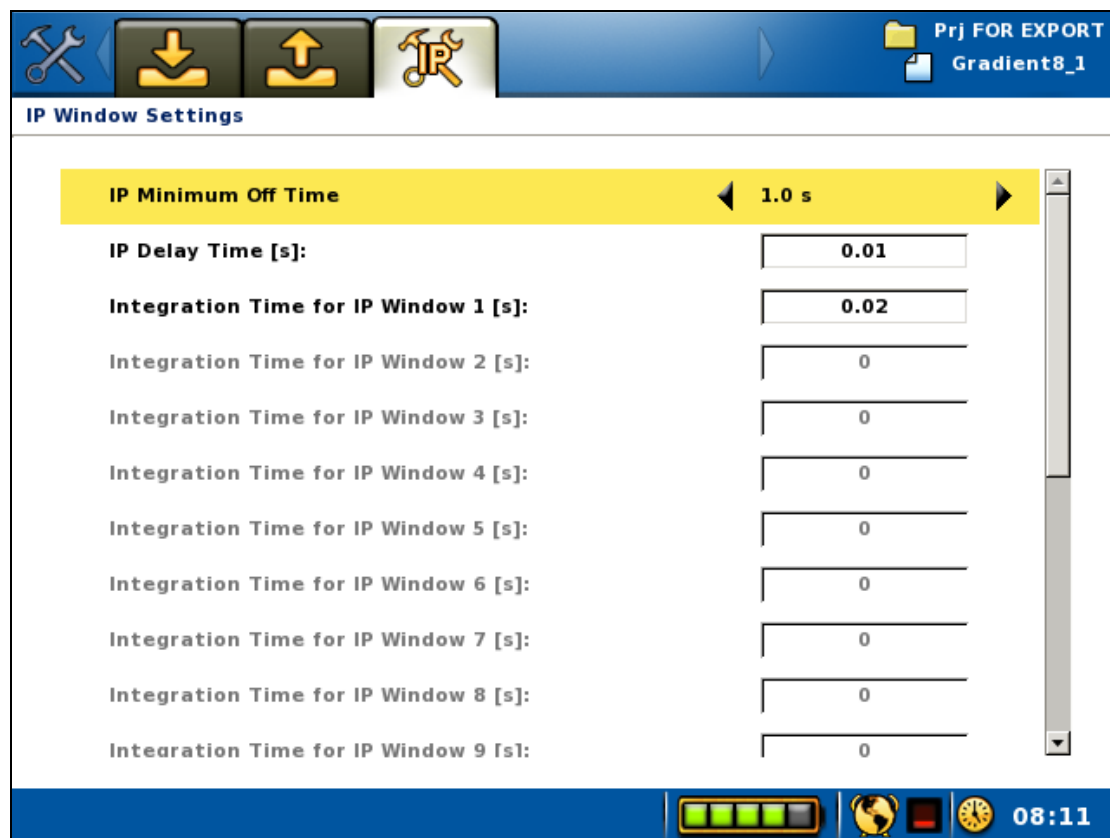 Prj FOR EXPORT
Gradient8_1
IP
IP Window Settings
IP Minimum Off Time 1.0 s
IP Delay Time [s]: 0.01
Integration Time for IP Window 1 [s]: 0.02
Integration Time for IP Window 2 [s]: 0
Integration Time for IP Window 3 [s]: 0
Integration Time for IP Window 4 [s]: 0
Integration Time for IP Window 5 [s]: 0
Integration Time for IP Window 6 [s]: 0
Integration Time for IP Window 7 [s]: 0
Integration Time for IP Window 8 [s]: 0
Integration Time for IP Window 9 [s]: 0
08:11